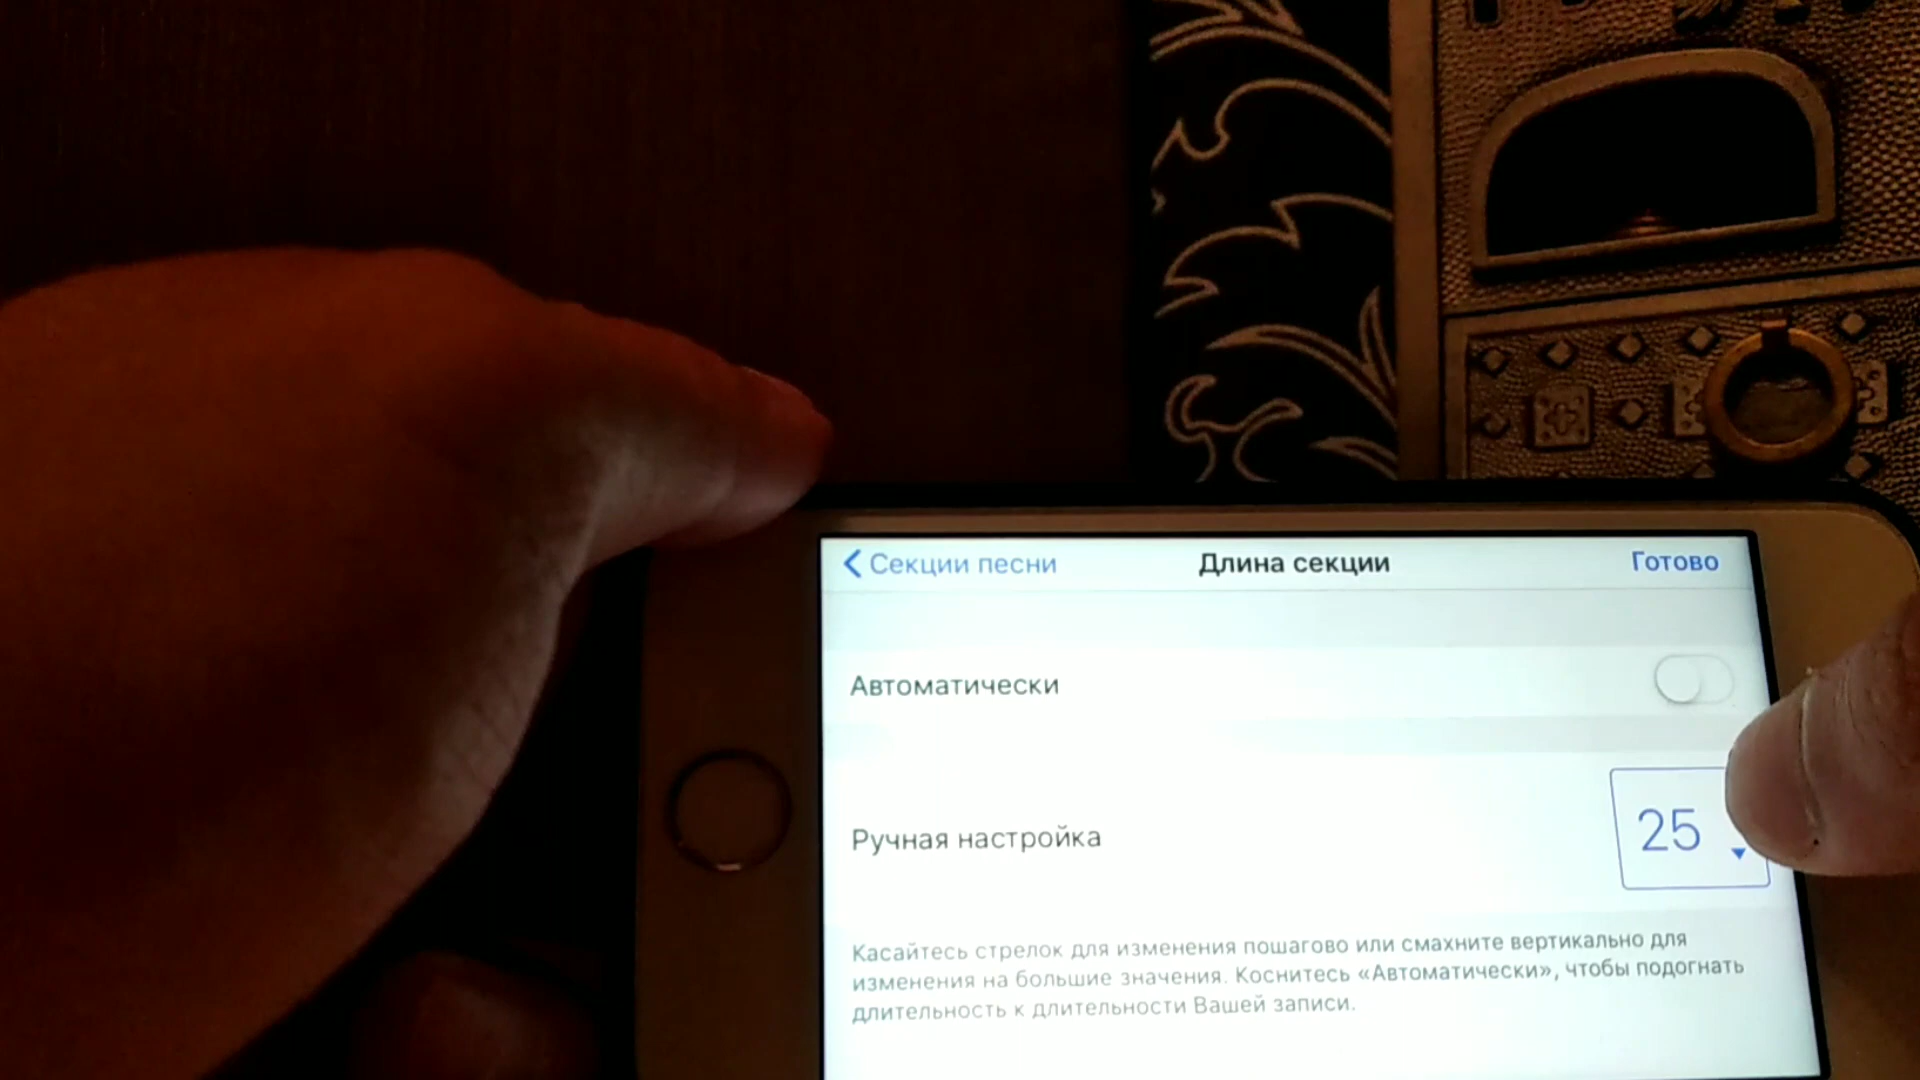 Секции песни
Длина секции
Готово
Автоматически
Ручная настройка
25
Касайтесь стрелок для изменения пошагово или смахните вертикально для
изменения на большие значения. Коснитесь «Автоматически», чтобы подогнать
длительность к длительности Вашей записи.